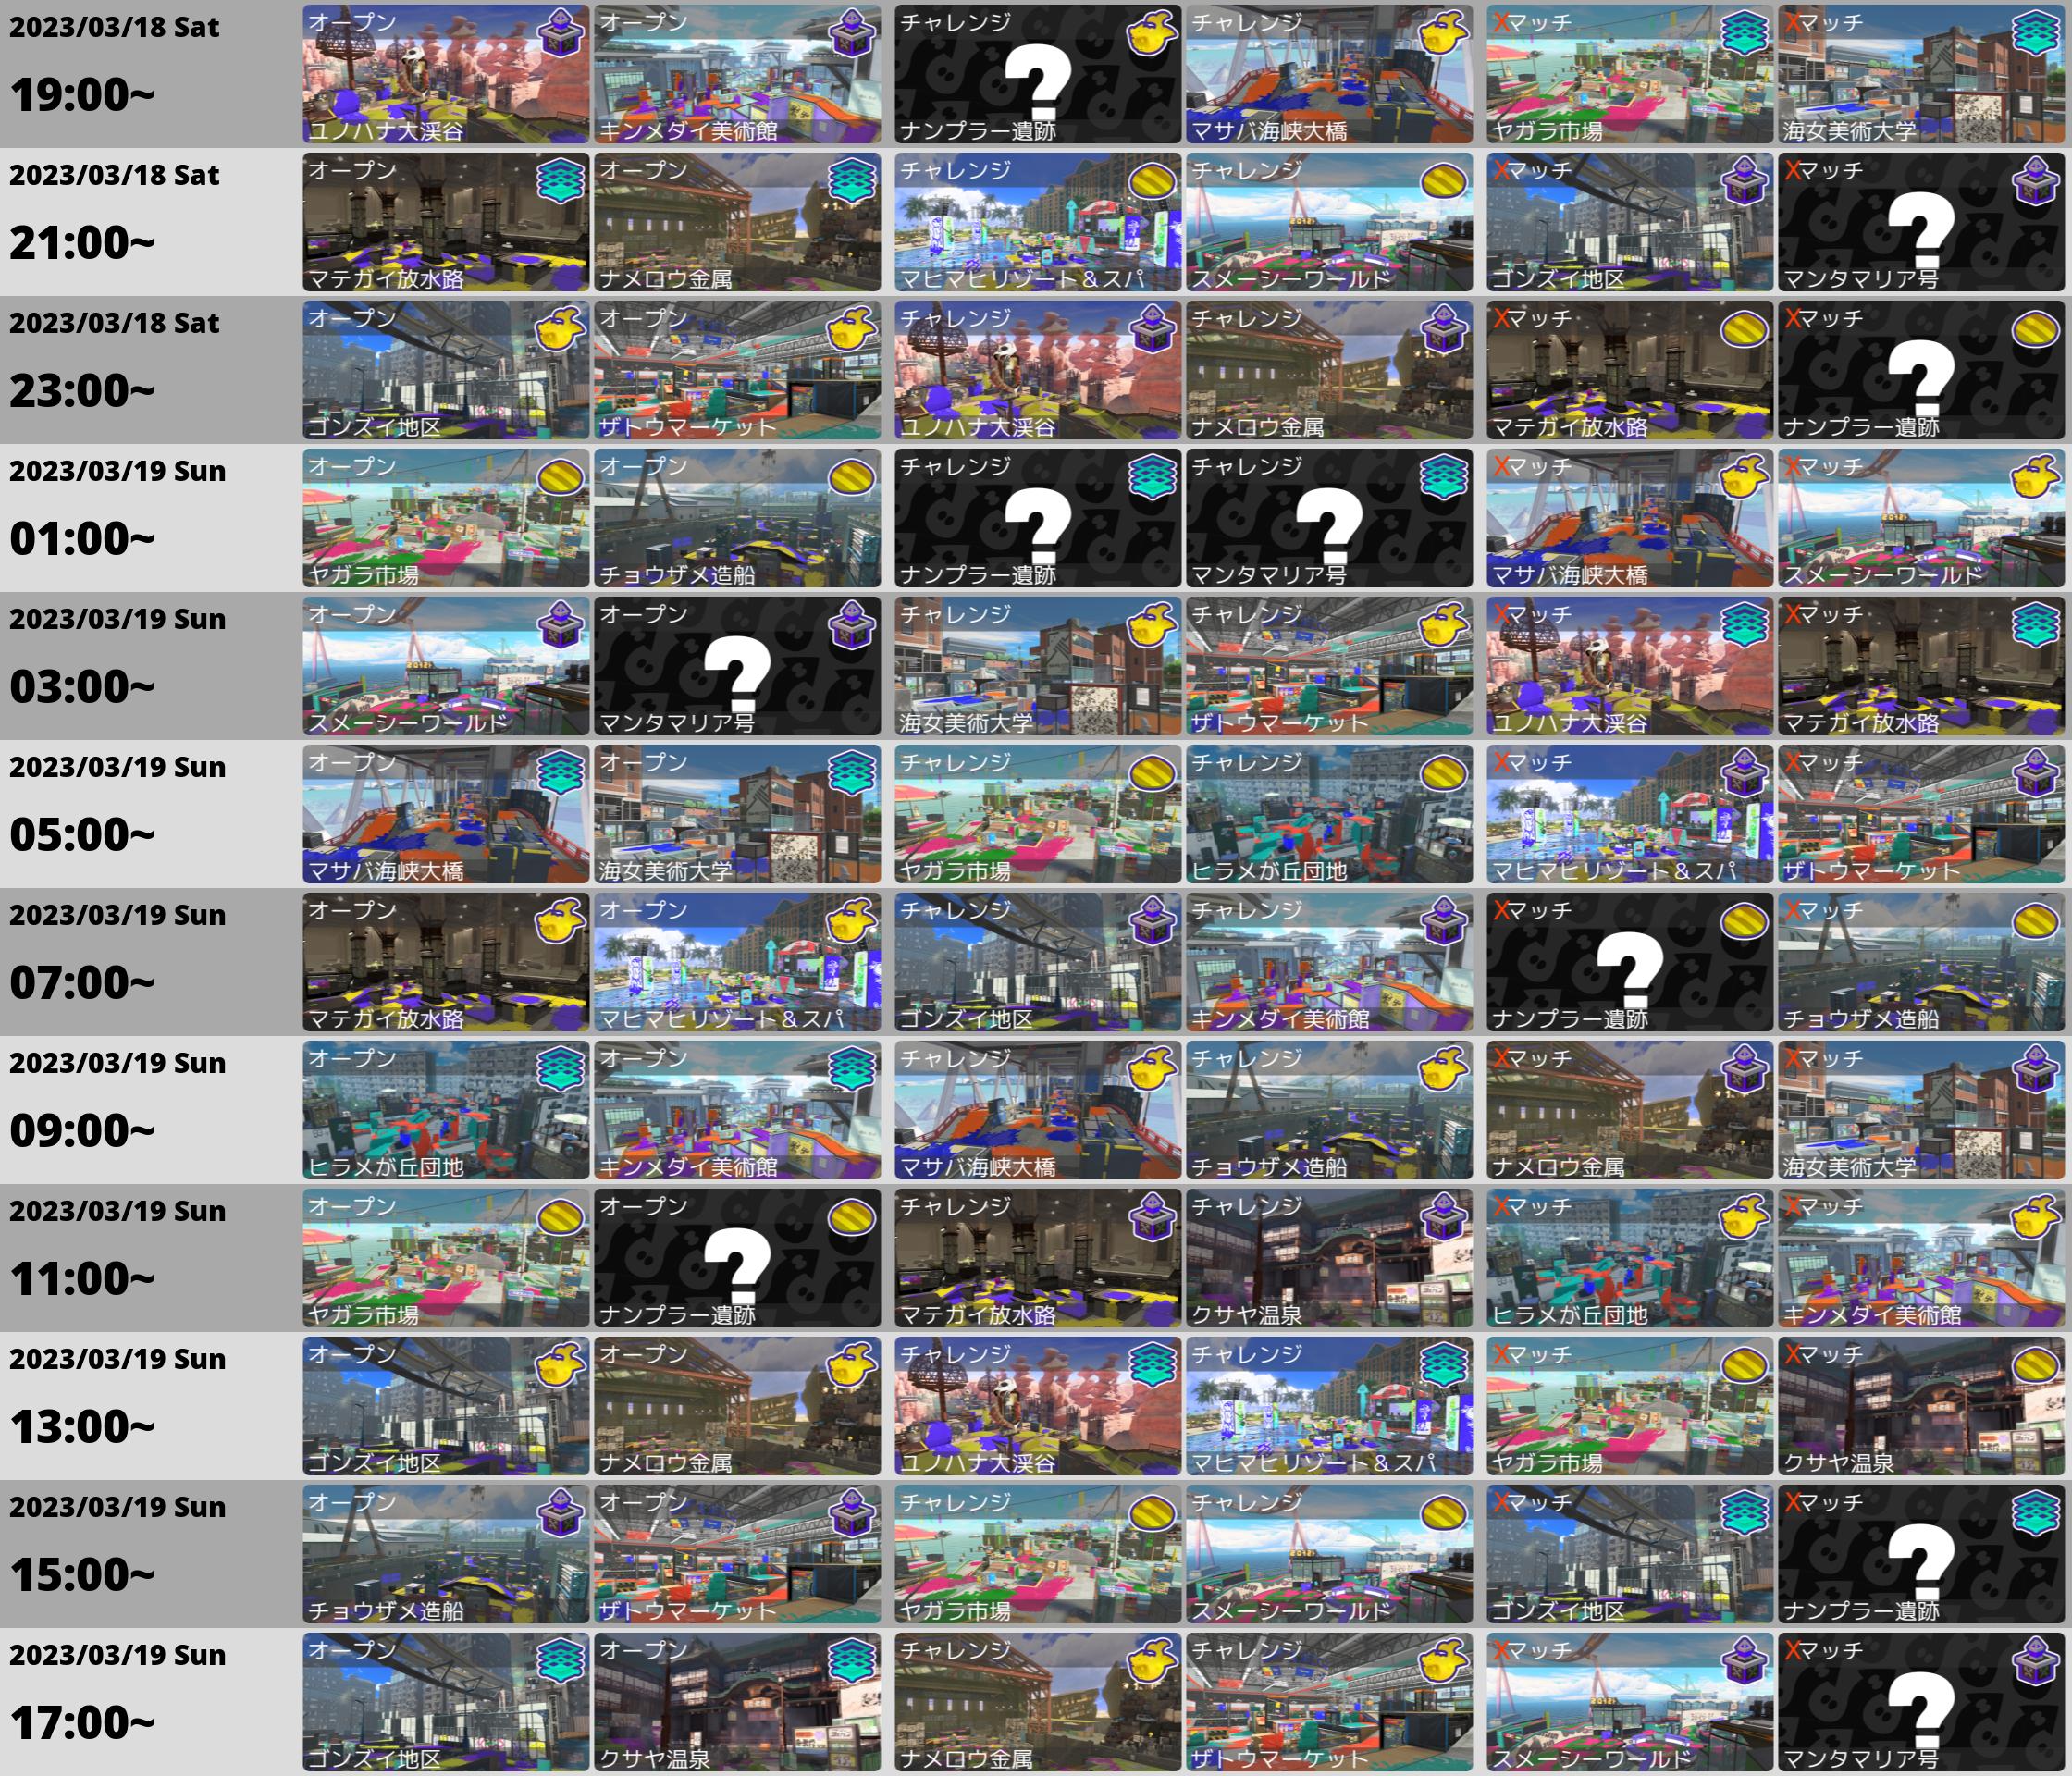 2023/03/18 Sat
19:00~
オープン
ユノハナ大渓谷
オープン
キンメダイ美術館
チャレンジ
ナンプラー遺跡
チャレンジ
マサバ海峡大橋
Xマッチ
ヤガラ市場
Xマッチ
海女美術大学
2023/03/18 Sat
21:00~
オープン
マテガイ放水路
オープン
ナメロウ金属
チャレンジ
マヒマヒリゾート＆スパ
チャレンジ
スメーシーワールド
Xマッチ
ゴンズイ地区
Xマッチ
マンタマリア号
2023/03/18 Sat
23:00~
オープン
ゴンズイ地区
オープン
ザトウマーケット
チャレンジ
ユノハナ大渓谷
チャレンジ
ナメロウ金属
Xマッチ
マテガイ放水路
Xマッチ
ナンプラー遺跡
2023/03/19 Sun
01:00~
オープン
ヤガラ市場
オープン
チョウザメ造船
チャレンジ
ナンプラー遺跡
チャレンジ
マンタマリア号
Xマッチ
マサバ海峡大橋
Xマッチ
スメーシーワールド
2023/03/19 Sun
03:00~
オープン
スメーシーワールド
オープン
マンタマリア号
チャレンジ
海女美術大学
チャレンジ
ザトウマーケット
Xマッチ
ユノハナ大渓谷
Xマッチ
マテガイ放水路
2023/03/19 Sun
05:00~
オープン
マサバ海峡大橋
オープン
海女美術大学
チャレンジ
ヤガラ市場
チャレンジ
ヒラメが丘団地
Xマッチ
マヒマヒリゾート＆スパ
Xマッチ
ザトウマーケット
2023/03/19 Sun
07:00~
オープン
マテガイ放水路
オープン
マヒマヒリゾート＆スパ
チャレンジ
ゴンズイ地区
チャレンジ
キンメダイ美術館
Xマッチ
ナンプラー遺跡
Xマッチ
チョウザメ造船
2023/03/19 Sun
09:00~
オープン
ヒラメが丘団地
オープン
キンメダイ美術館
チャレンジ
マサバ海峡大橋
チャレンジ
チョウザメ造船
Xマッチ
ナメロウ金属
Xマッチ
海女美術大学
2023/03/19 Sun
11:00~
オープン
ヤガラ市場
オープン
ナンプラー遺跡
チャレンジ
マテガイ放水路
チャレンジ
クサヤ温泉
Xマッチ
ヒラメが丘団地
Xマッチ
キンメダイ美術館
2023/03/19 Sun
13:00~
オープン
ゴンズイ地区
オープン
ナメロウ金属
チャレンジ
ユノハナ大渓谷
チャレンジ
マヒマヒリゾート＆スパ
Xマッチ
ヤガラ市場
Xマッチ
クサヤ温泉
2023/03/19 Sun
15:00~
オープン
チョウザメ造船
オープン
ザトウマーケット
チャレンジ
ヤガラ市場
チャレンジ
スメーシーワールド
Xマッチ
ゴンズイ地区
Xマッチ
ナンプラー遺跡
2023/03/19 Sun
17:00~
オープン
ゴンズイ地区
オープン
クサヤ温泉
チャレンジ
ナメロウ金属
チャレンジ
ザトウマーケット
Xマッチ
スメーシーワールド
Xマッチ
マンタマリア号